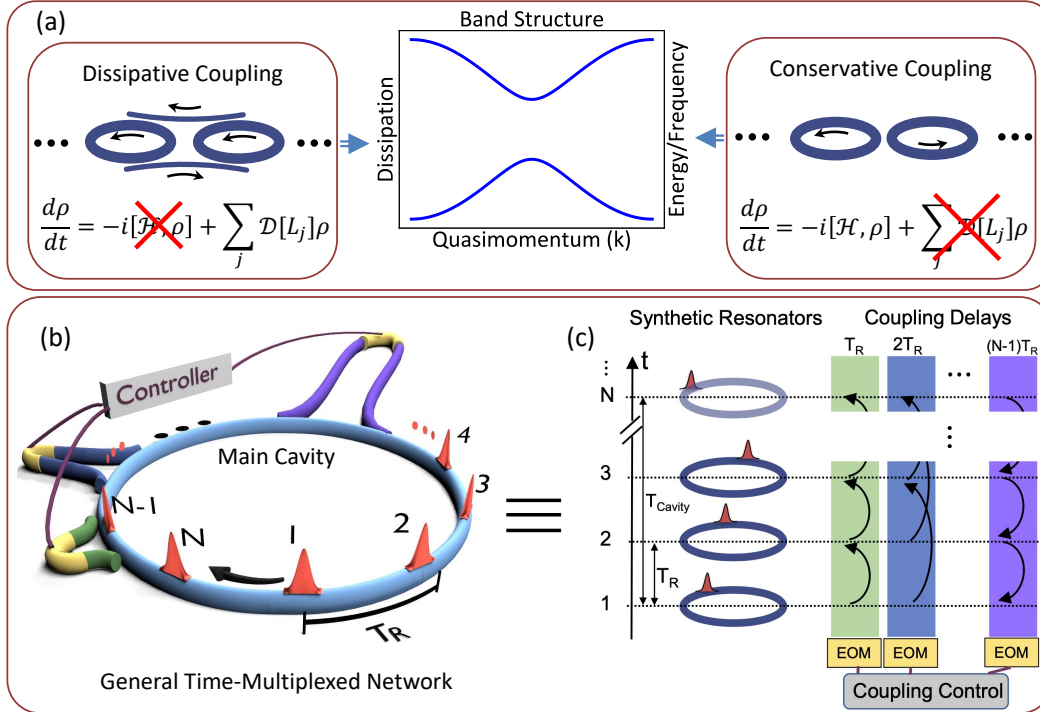 (a)
Band Structure
Dissipative Coupling
Conservative Coupling
Dissipation
Energy/Frequency
Quasimomentum (k)
dρ/dt = −i[ℋ, ρ] + ∑_j 𝒟[L_j]ρ
dρ/dt = −i[ℋ, ρ] + ∑_j 𝒟[L_j]ρ
(b)
Controller
Main Cavity
N-1
N
1
2
3
4
T_R
General Time-Multiplexed Network
(c)
Synthetic Resonators
Coupling Delays
T_R
2T_R
(N-1)T_R
t
N
3
2
1
T_Cavity
T_R
EOM
EOM
EOM
Coupling Control